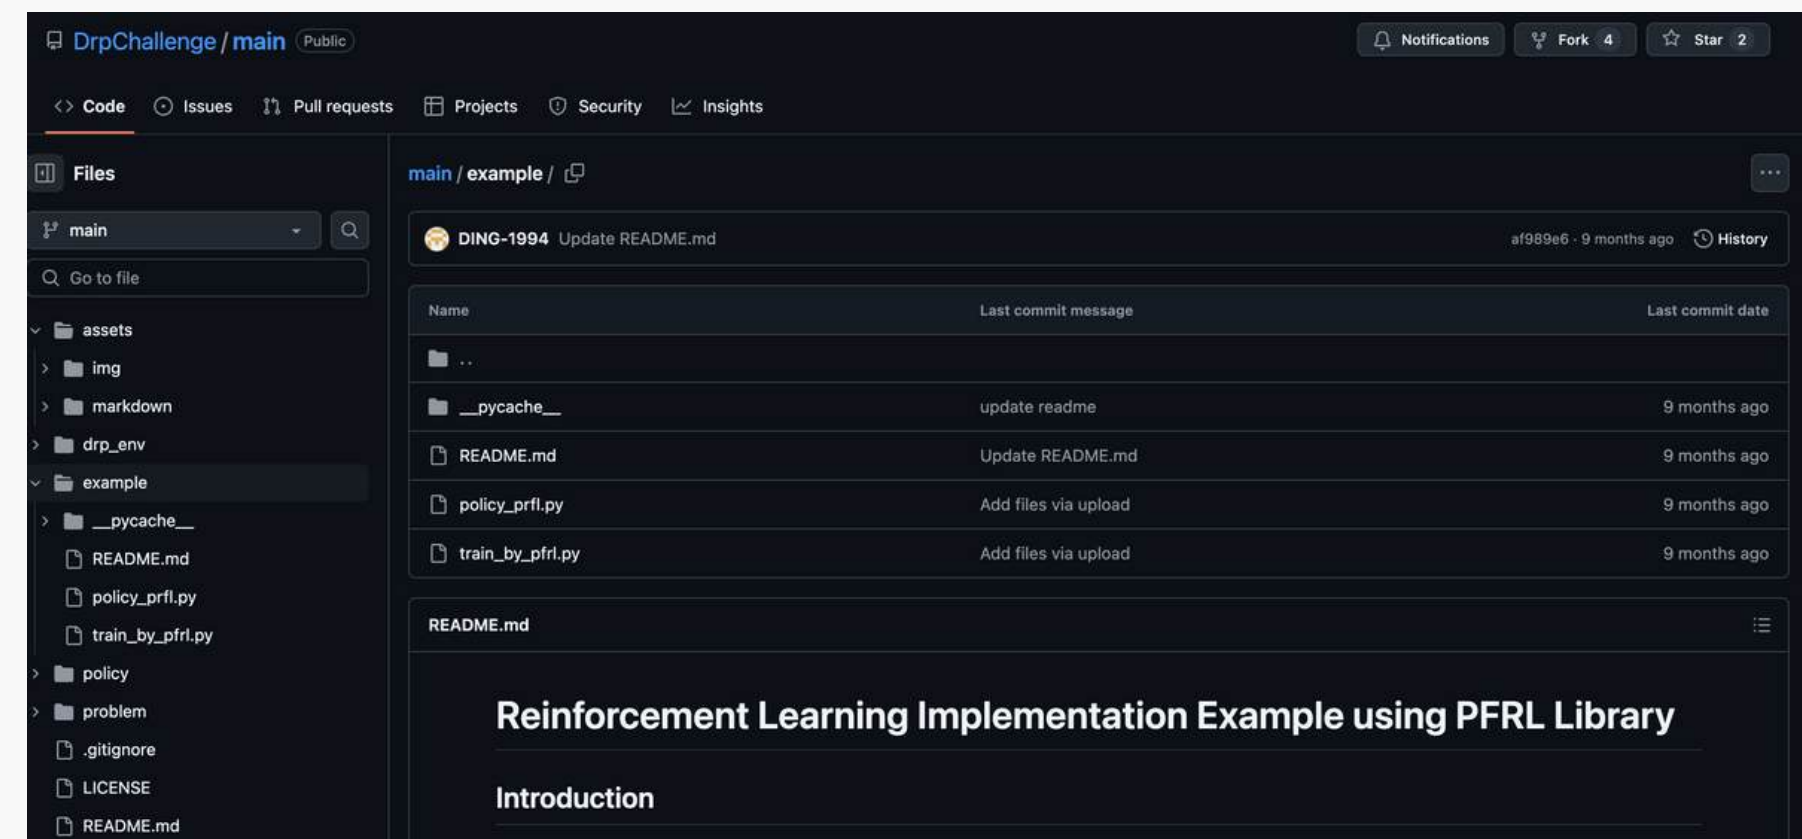 DrpChallenge / main Public
Notifications Fork 4 Star 2
Code Issues Pull requests Projects Security Insights
Files
main
Go to file
assets
img
markdown
drp_env
example
__pycache__
README.md
policy_prfl.py
train_by_pfrl.py
policy
problem
.gitignore
LICENSE
README.md
main / example /
...
DING-1994 Update README.md af989e6 · 9 months ago History
Name Last commit message Last commit date
..
__pycache__ update readme 9 months ago
README.md Update README.md 9 months ago
policy_prfl.py Add files via upload 9 months ago
train_by_pfrl.py Add files via upload 9 months ago
README.md
Reinforcement Learning Implementation Example using PFRL Library
Introduction